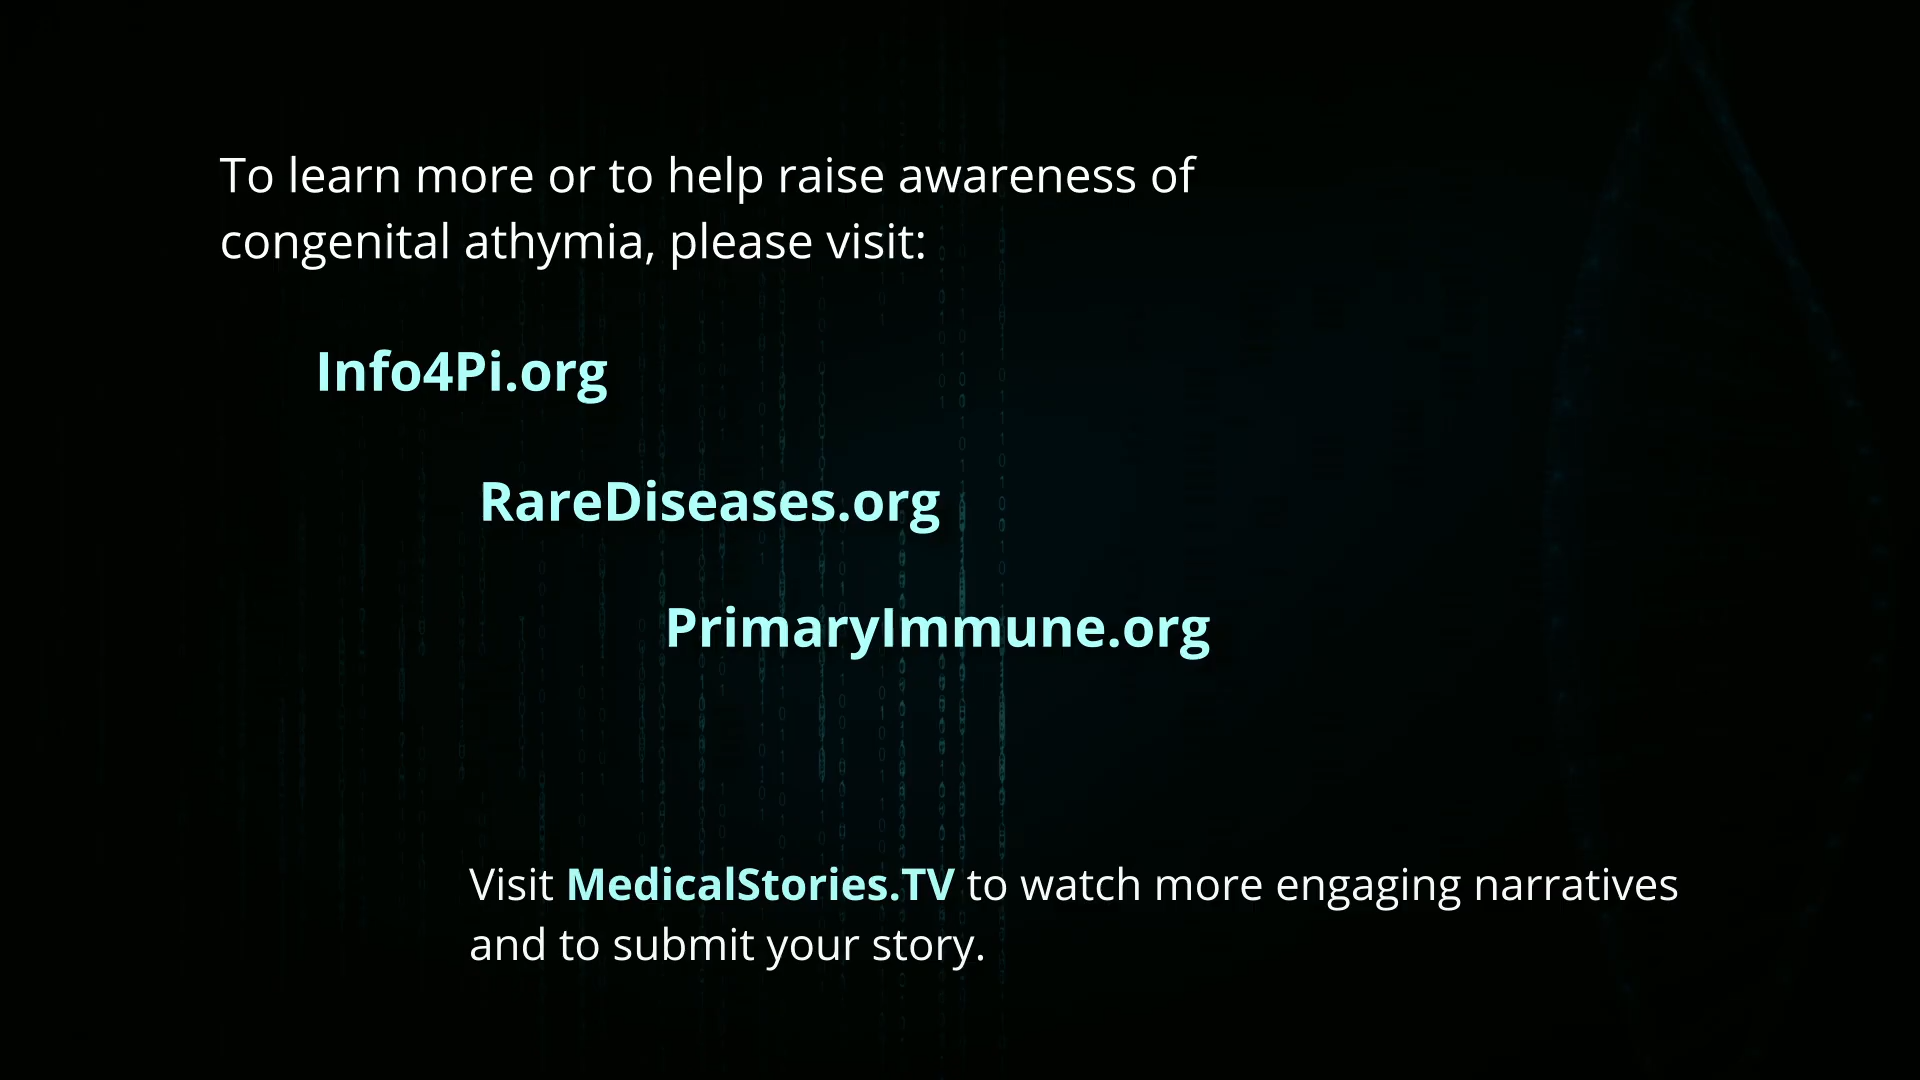 To learn more or to help raise awareness of
congenital athymia, please visit:
Info4Pi.org
RareDiseases.org
PrimaryImmune.org
Visit MedicalStories.TV to watch more engaging narratives
and to submit your story.